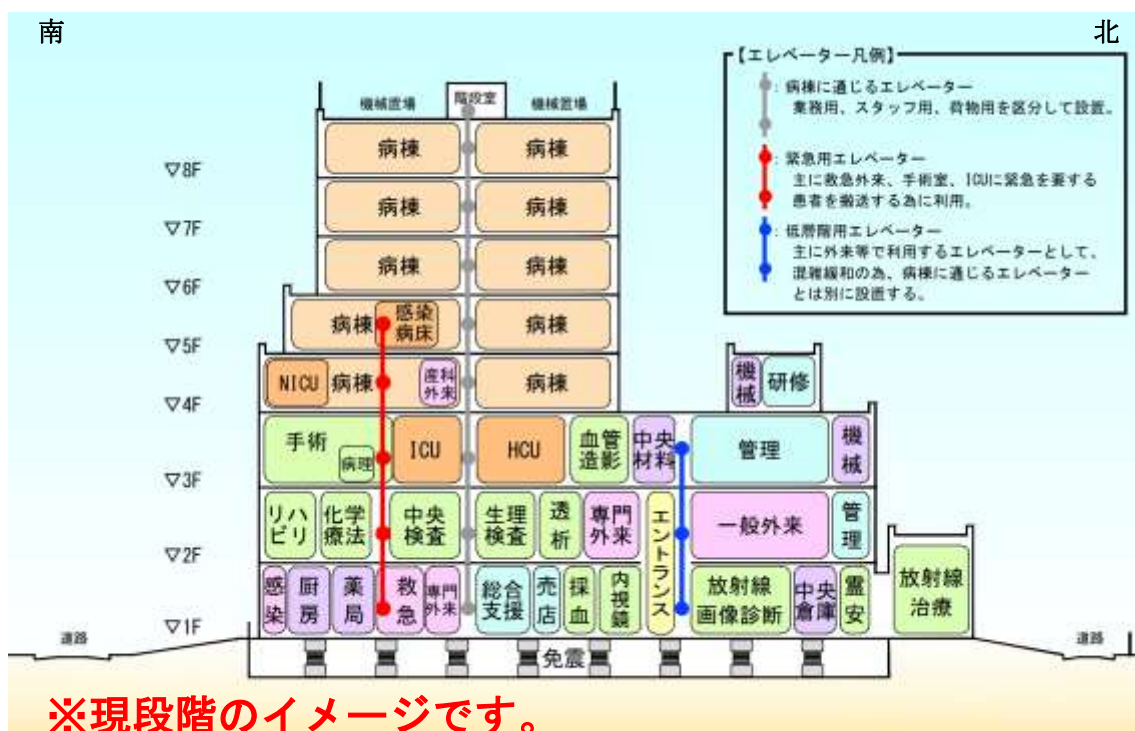 南
北
【エレベーター凡例】
: 病棟に通じるエレベーター
業務用、スタッフ用、荷物用を区分して設置。
: 緊急用エレベーター
主に救急外来、手術室、ICUに緊急を要する
患者を搬送する為に利用。
: 低層階用エレベーター
主に外来等で利用するエレベーターとして、
混雑緩和の為、病棟に通じるエレベーター
とは別に設置する。
機械置場
階段室
機械置場
▽8F
病棟
病棟
▽7F
病棟
病棟
▽6F
病棟
病棟
▽5F
病棟
感染
病床
病棟
▽4F
NICU
病棟
産科
外来
病棟
機
械
研修
▽3F
手術
病理
ICU
HCU
血管
造影
中央
材料
管理
機
械
▽2F
リハ
ビリ
化学
療法
中央
検査
生理
検査
透
析
専門
外来
エントランス
一般外来
管
理
▽1F
感
染
厨
房
薬
局
救
急
専門
外来
総合
支援
売
店
採
血
内
視
鏡
放射線
画像診断
中央
倉庫
霊
安
放射線
治療
道路
免震
道路
※現段階のイメージです。